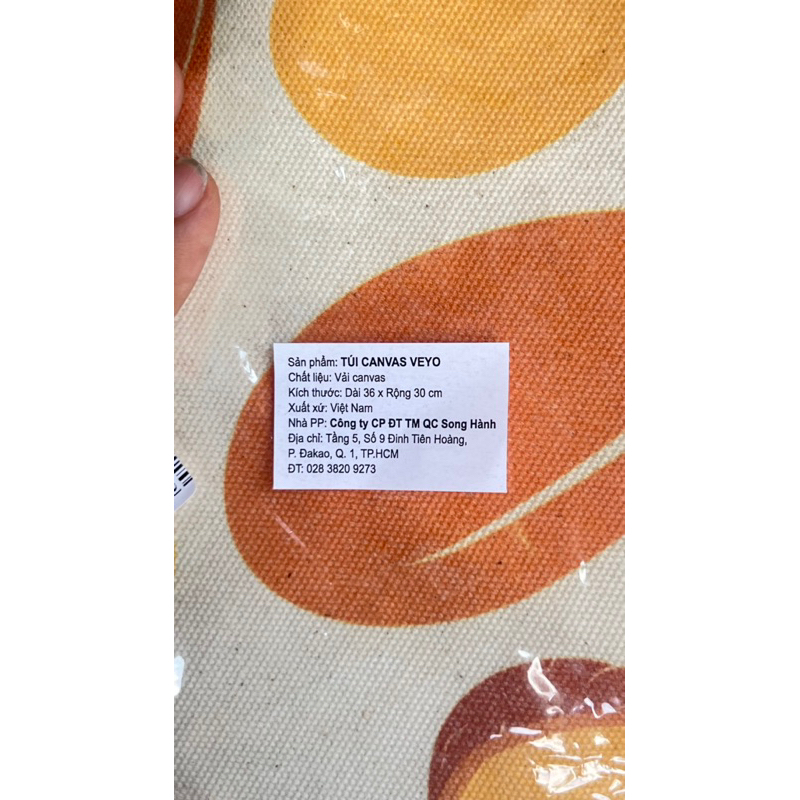 Sản phẩm: TÚI CANVAS VEYO
Chất liệu: Vải canvas
Kích thước: Dài 36 x Rộng 30 cm
Xuất xứ: Việt Nam
Nhà PP: Công ty CP ĐT TM QC Song Hành
Địa chỉ: Tầng 5, Số 9 Đinh Tiên Hoàng,
P. Đakao, Q. 1, TP.HCM
ĐT: 028 3820 9273